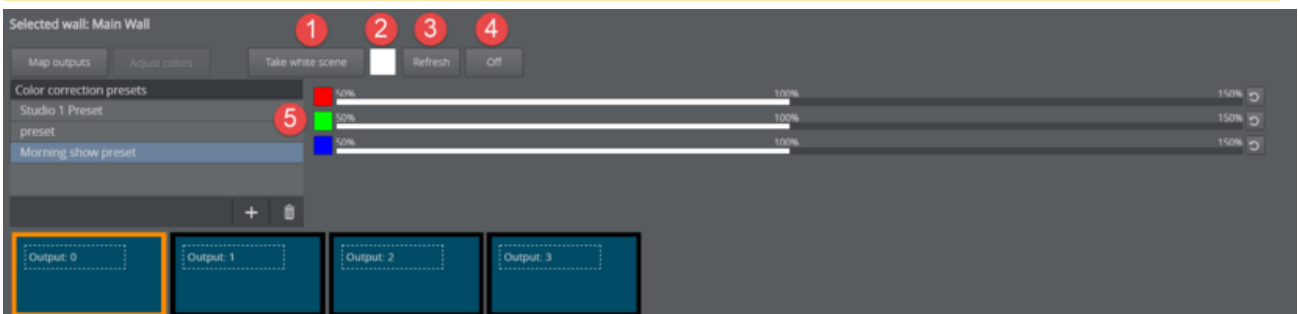 Selected wall: Main Wall
1 2 3 4
Map outputs Adjust colors Take white scene Refresh Off
Color correction presets
Studio 1 Preset
preset
Morning show preset
5
50% 100% 150%
50% 100% 150%
50% 100% 150%
+
Output: 0 Output: 1 Output: 2 Output: 3